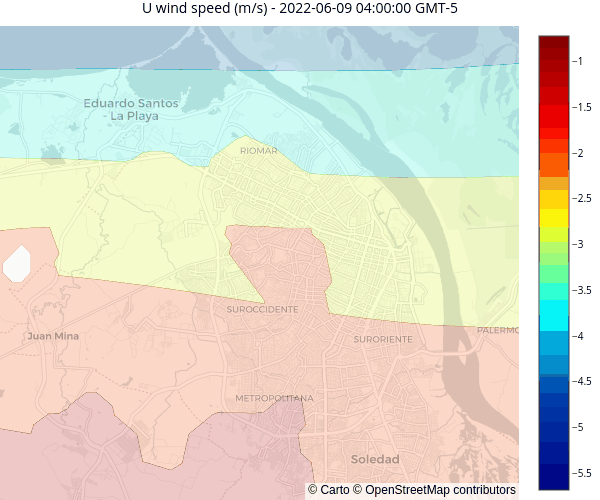 U wind speed (m/s) - 2022-06-09 04:00:00 GMT-5
Eduardo Santos
- La Playa
RIOMAR
SUROCCIDENTE
PALERMO
Juan Mina
SURORIENTE
METROPOLITANA
Soledad
© Carto © OpenStreetMap contributors
−1
−1.5
−2
−2.5
−3
−3.5
−4
−4.5
−5
−5.5